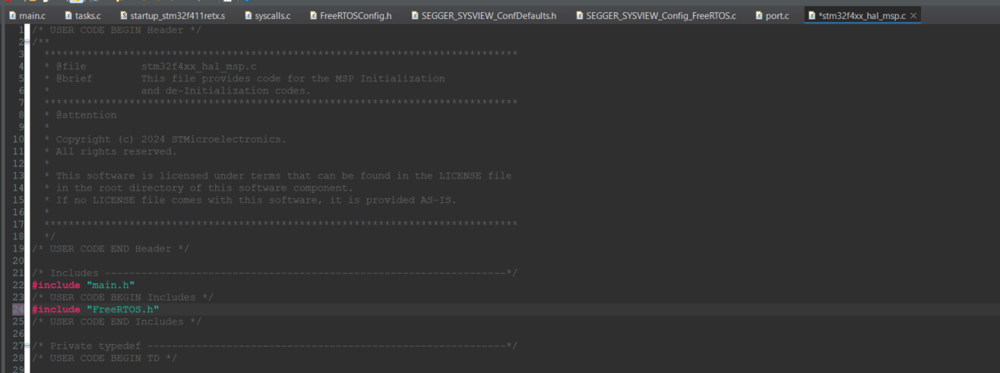 main.c tasks.c startup_stm32f411retx.s syscalls.c FreeRTOSConfig.h SEGGER_SYSVIEW_ConfDefaults.h SEGGER_SYSVIEW_Config_FreeRTOS.c port.c *stm32f4xx_hal_msp.c
1 /* USER CODE BEGIN Header */
2 /**
3 ******************************************************************************
4 * @file stm32f4xx_hal_msp.c
5 * @brief This file provides code for the MSP Initialization
6 * and de-Initialization codes.
7 ******************************************************************************
8 * @attention
9 *
10 * Copyright (c) 2024 STMicroelectronics.
11 * All rights reserved.
12 *
13 * This software is licensed under terms that can be found in the LICENSE file
14 * in the root directory of this software component.
15 * If no LICENSE file comes with this software, it is provided AS-IS.
16 *
17 ******************************************************************************
18 */
19 /* USER CODE END Header */
20
21 /* Includes ------------------------------------------------------------------*/
22 #include "main.h"
23 /* USER CODE BEGIN Includes */
24 #include "FreeRTOS.h"
25 /* USER CODE END Includes */
26
27 /* Private typedef -----------------------------------------------------------*/
28 /* USER CODE BEGIN TD */
29